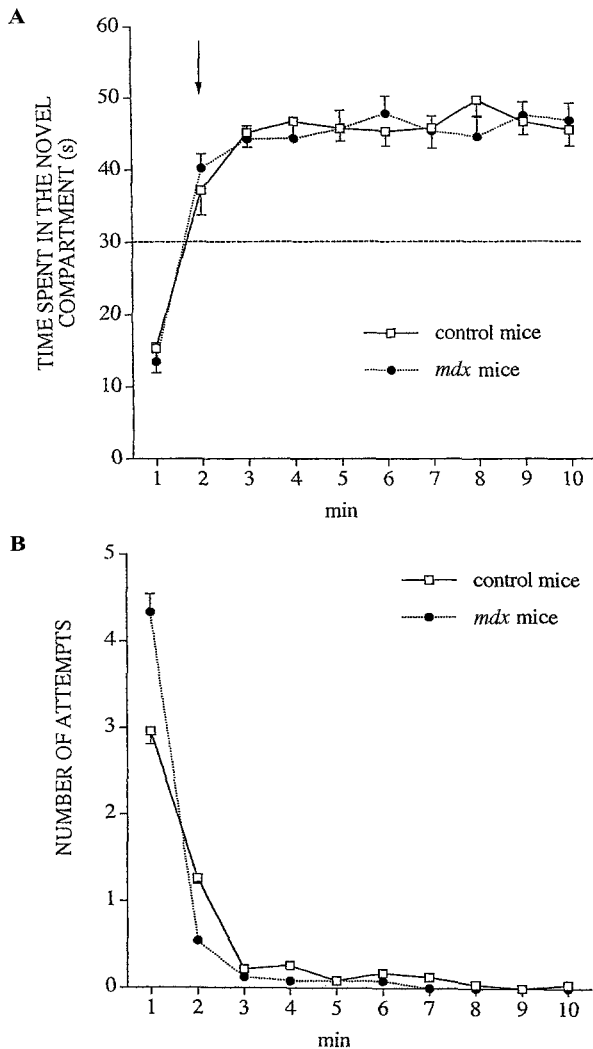 A
TIME SPENT IN THE NOVEL
COMPARTMENT (s)
60
50
40
30
20
10
0
control mice
mdx mice
1 2 3 4 5 6 7 8 9 10
min
B
NUMBER OF ATTEMPTS
5
4
3
2
1
0
control mice
mdx mice
1 2 3 4 5 6 7 8 9 10
min